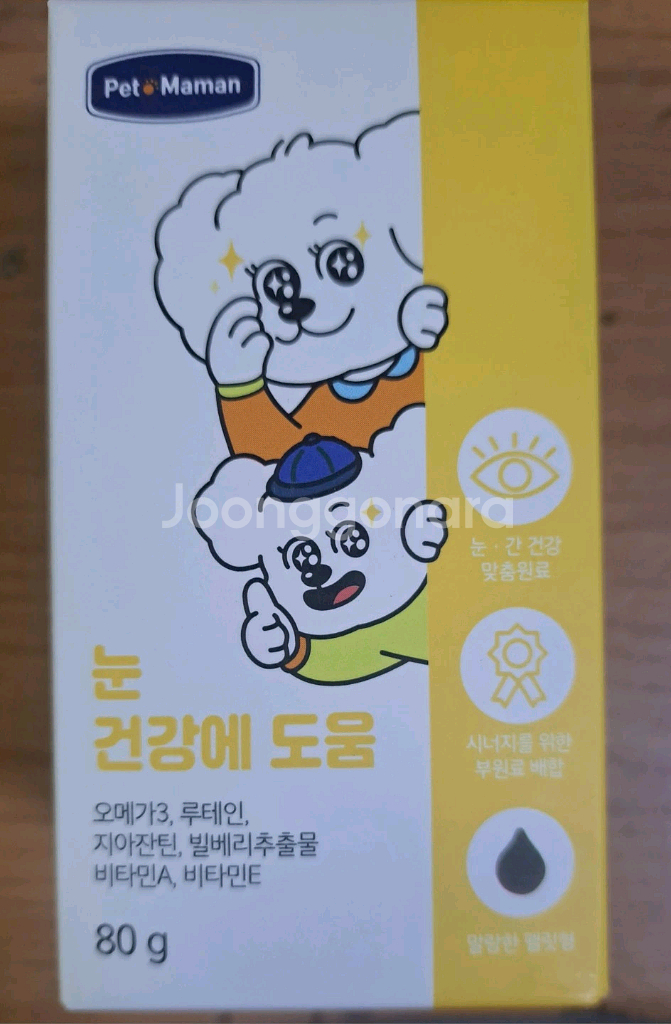 Pet Maman
Joonggonara
눈
건강에 도움
오메가3, 루테인,
지아잔틴, 빌베리추출물
비타민A, 비타민E
80 g
눈 · 간 건강
맞춤원료
시너지를 위한
부원료 배합
말랑한 펠릿형